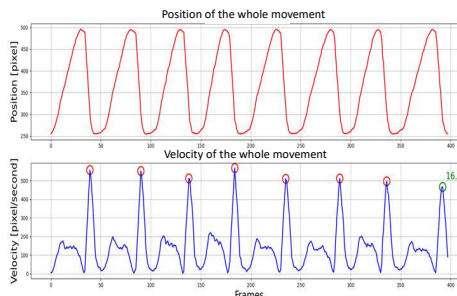 Position of the whole movement
Position [pixel]
500
450
400
350
300
250
0 50 100 150 200 250 300 350 400
Velocity of the whole movement
Velocity [pixel/second]
600
500
400
300
200
100
0
16,
0 50 100 150 200 250 300 350 400
Frames